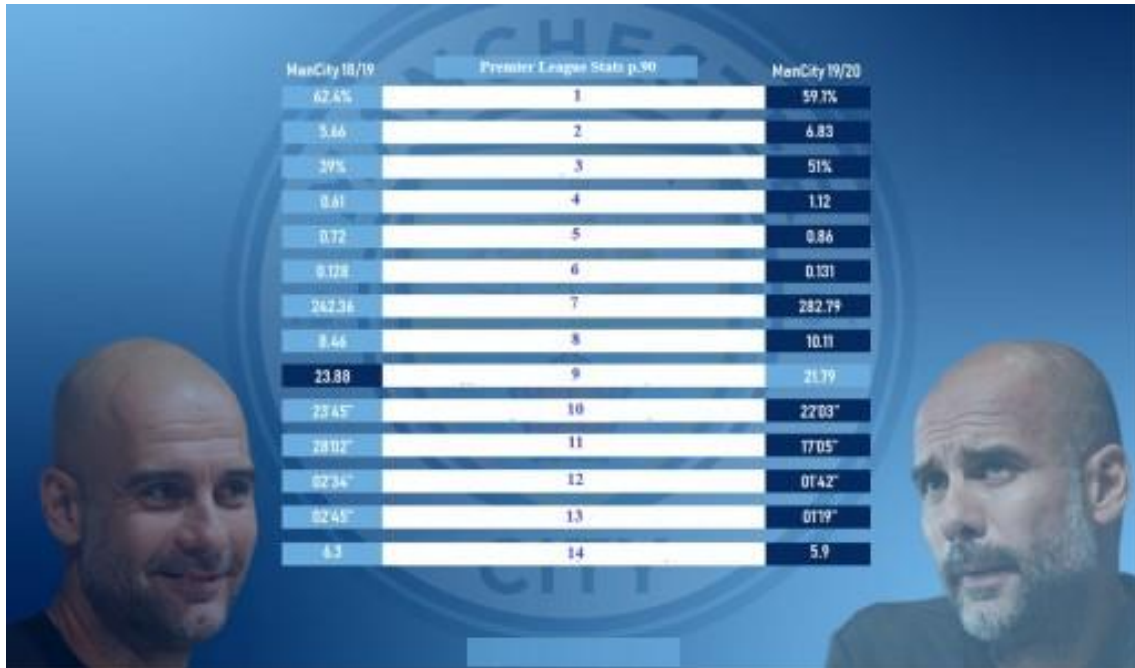 MANCHESTER
ManCity 18/19 Premier League Stats p.90 ManCity 19/20
62.4% 1 59.1%
5.66 2 6.83
39% 3 51%
0.61 4 1.12
0.72 5 0.86
0.128 6 0.131
242.36 7 282.79
8.46 8 10.11
23.88 9 21.79
23'45" 10 22'03"
28'02" 11 17'05"
02'34" 12 01'42"
02'45" 13 01'19"
6.3 14 5.9
CITY